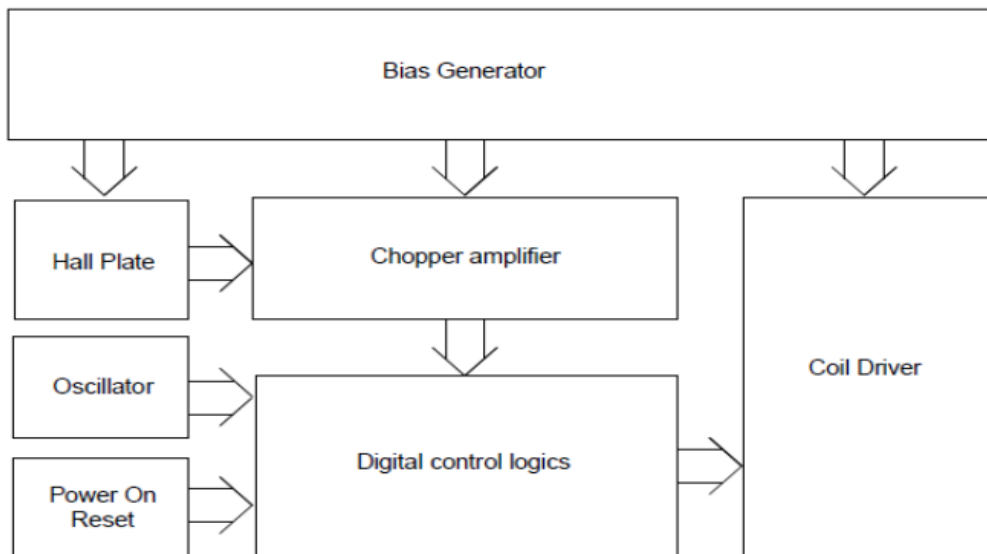 Bias Generator
Hall Plate
Chopper amplifier
Oscillator
Coil Driver
Digital control logics
Power On
Reset